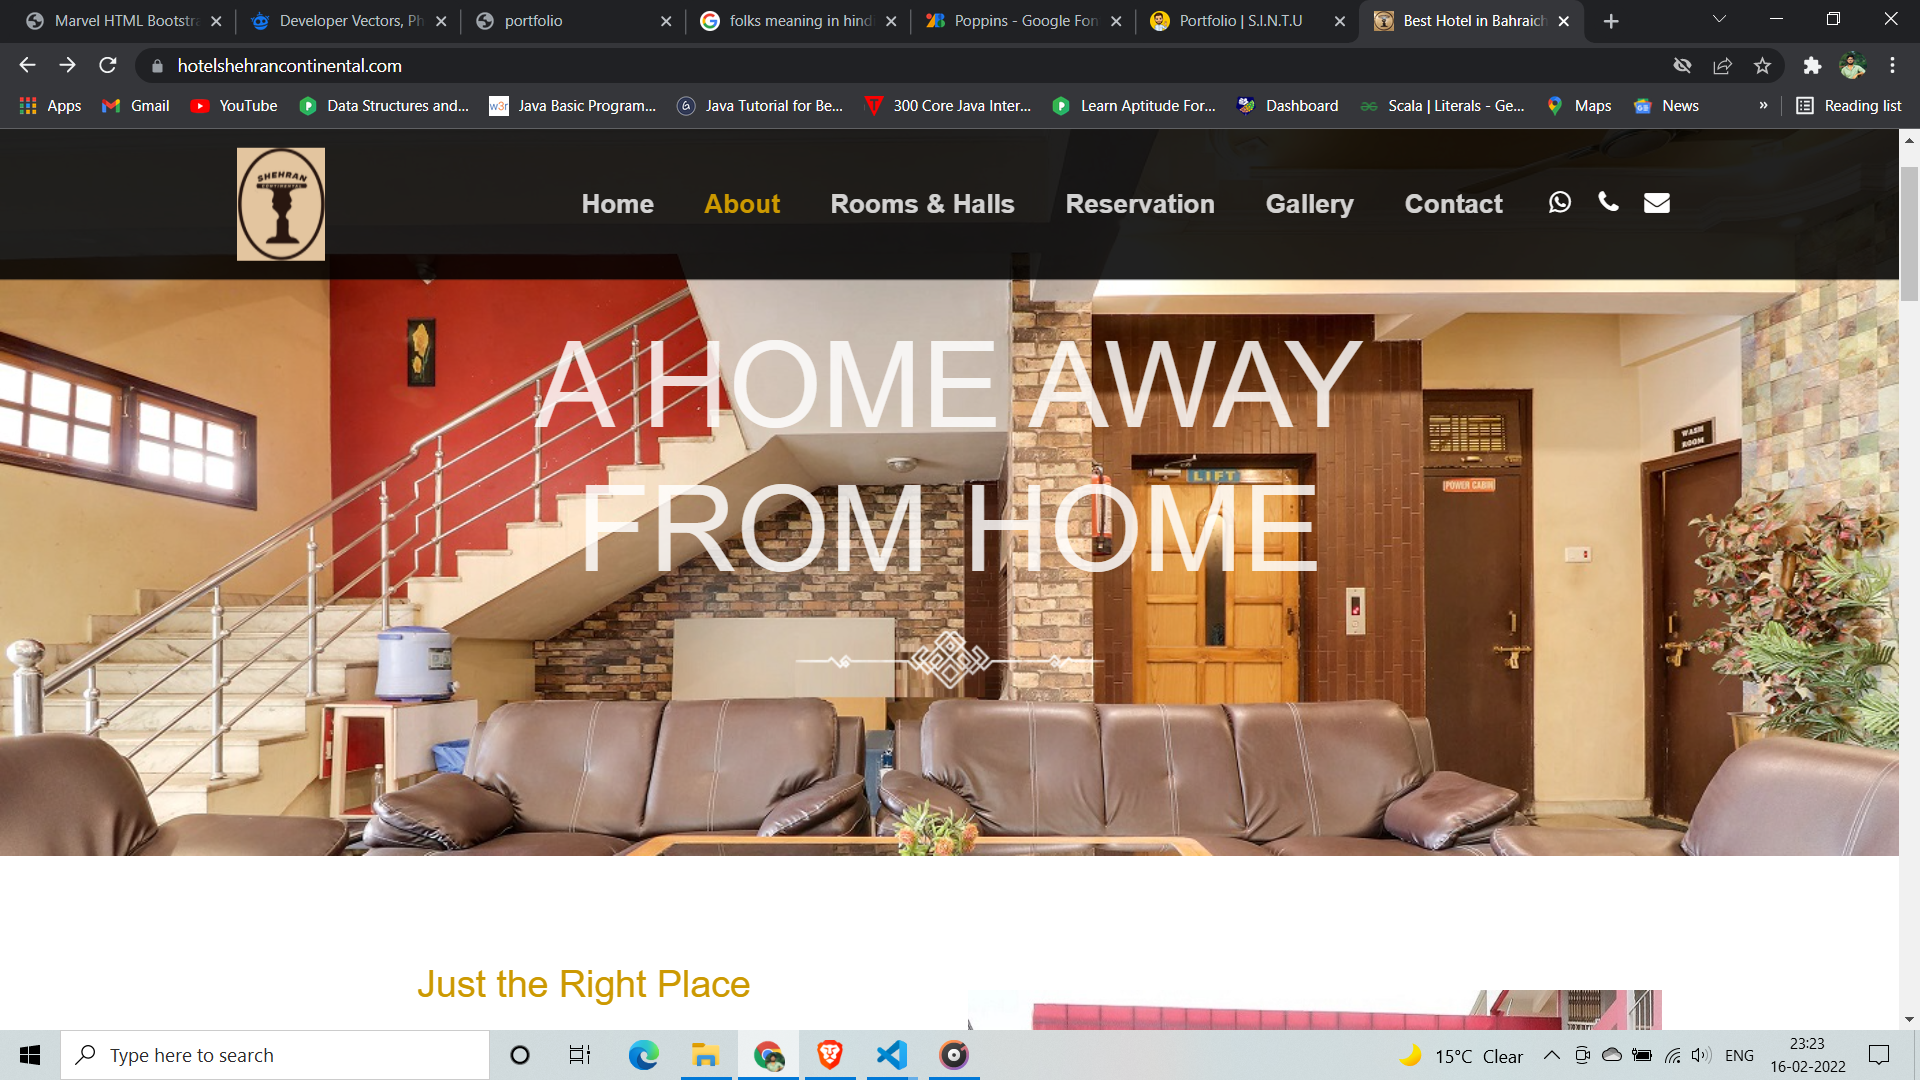 Marvel HTML Bootstra
Developer Vectors, Ph
portfolio
folks meaning in hindi
Poppins - Google Fon
Portfolio | S.I.N.T.U
Best Hotel in Bahraich
hotelshehrancontinental.com
Apps
Gmail
YouTube
Data Structures and...
w3r
Java Basic Program...
Java Tutorial for Be...
300 Core Java Inter...
Learn Aptitude For...
Dashboard
Scala | Literals - Ge...
Maps
News
»
Reading list
SHEHRAN
CONTINENTAL
Home
About
Rooms & Halls
Reservation
Gallery
Contact
A HOME AWAY
FROM HOME
WASH
ROOM
LIFT
POWER CABIN
Just the Right Place
Type here to search
15°C Clear
ENG
23:23
16-02-2022